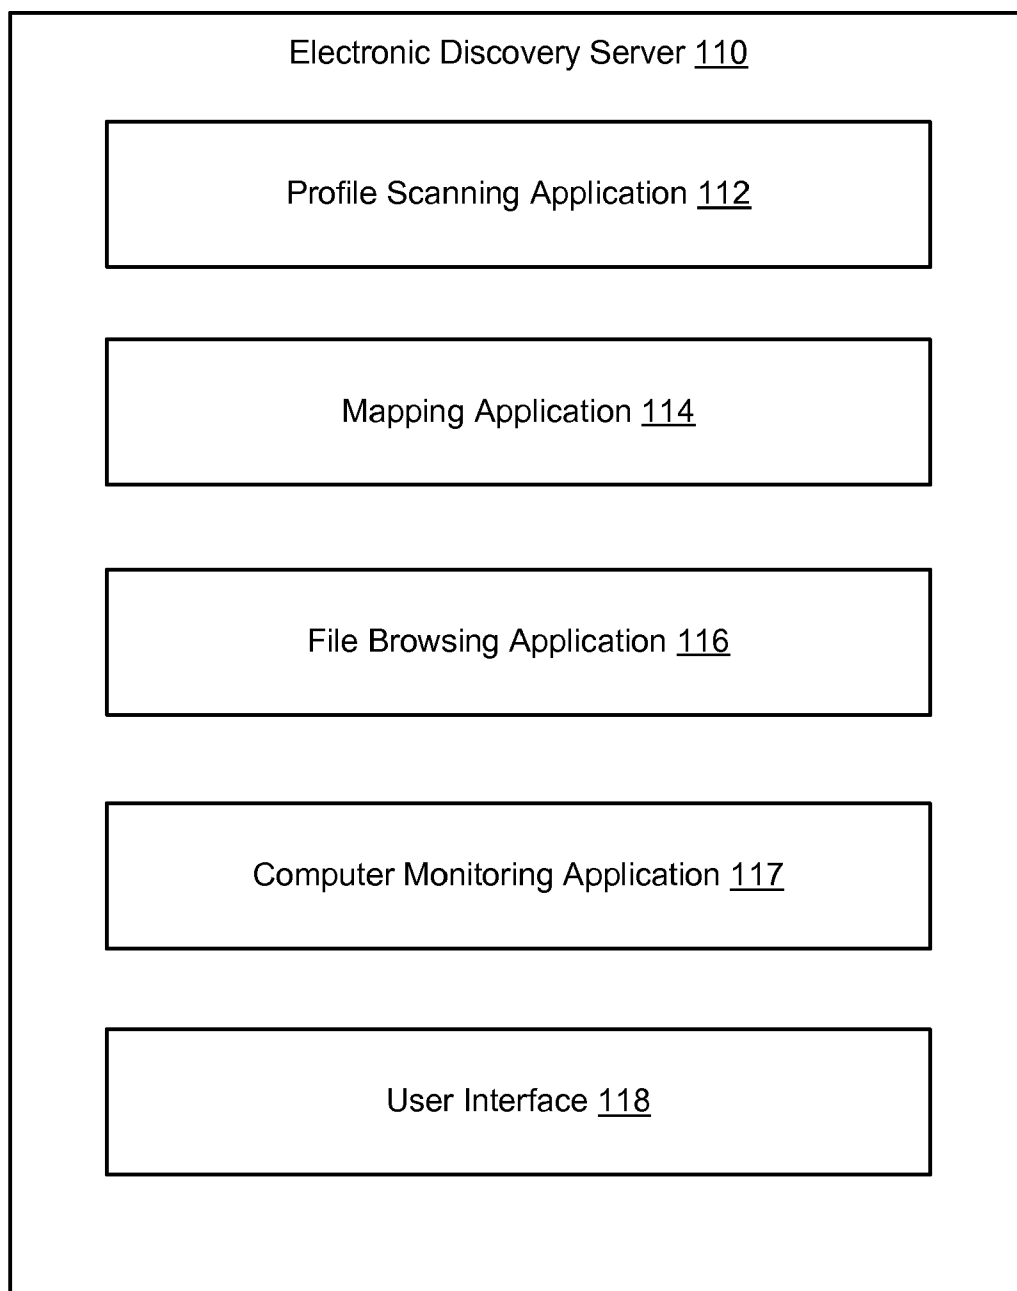 Electronic Discovery Server 110
Profile Scanning Application 112
Mapping Application 114
File Browsing Application 116
Computer Monitoring Application 117
User Interface 118